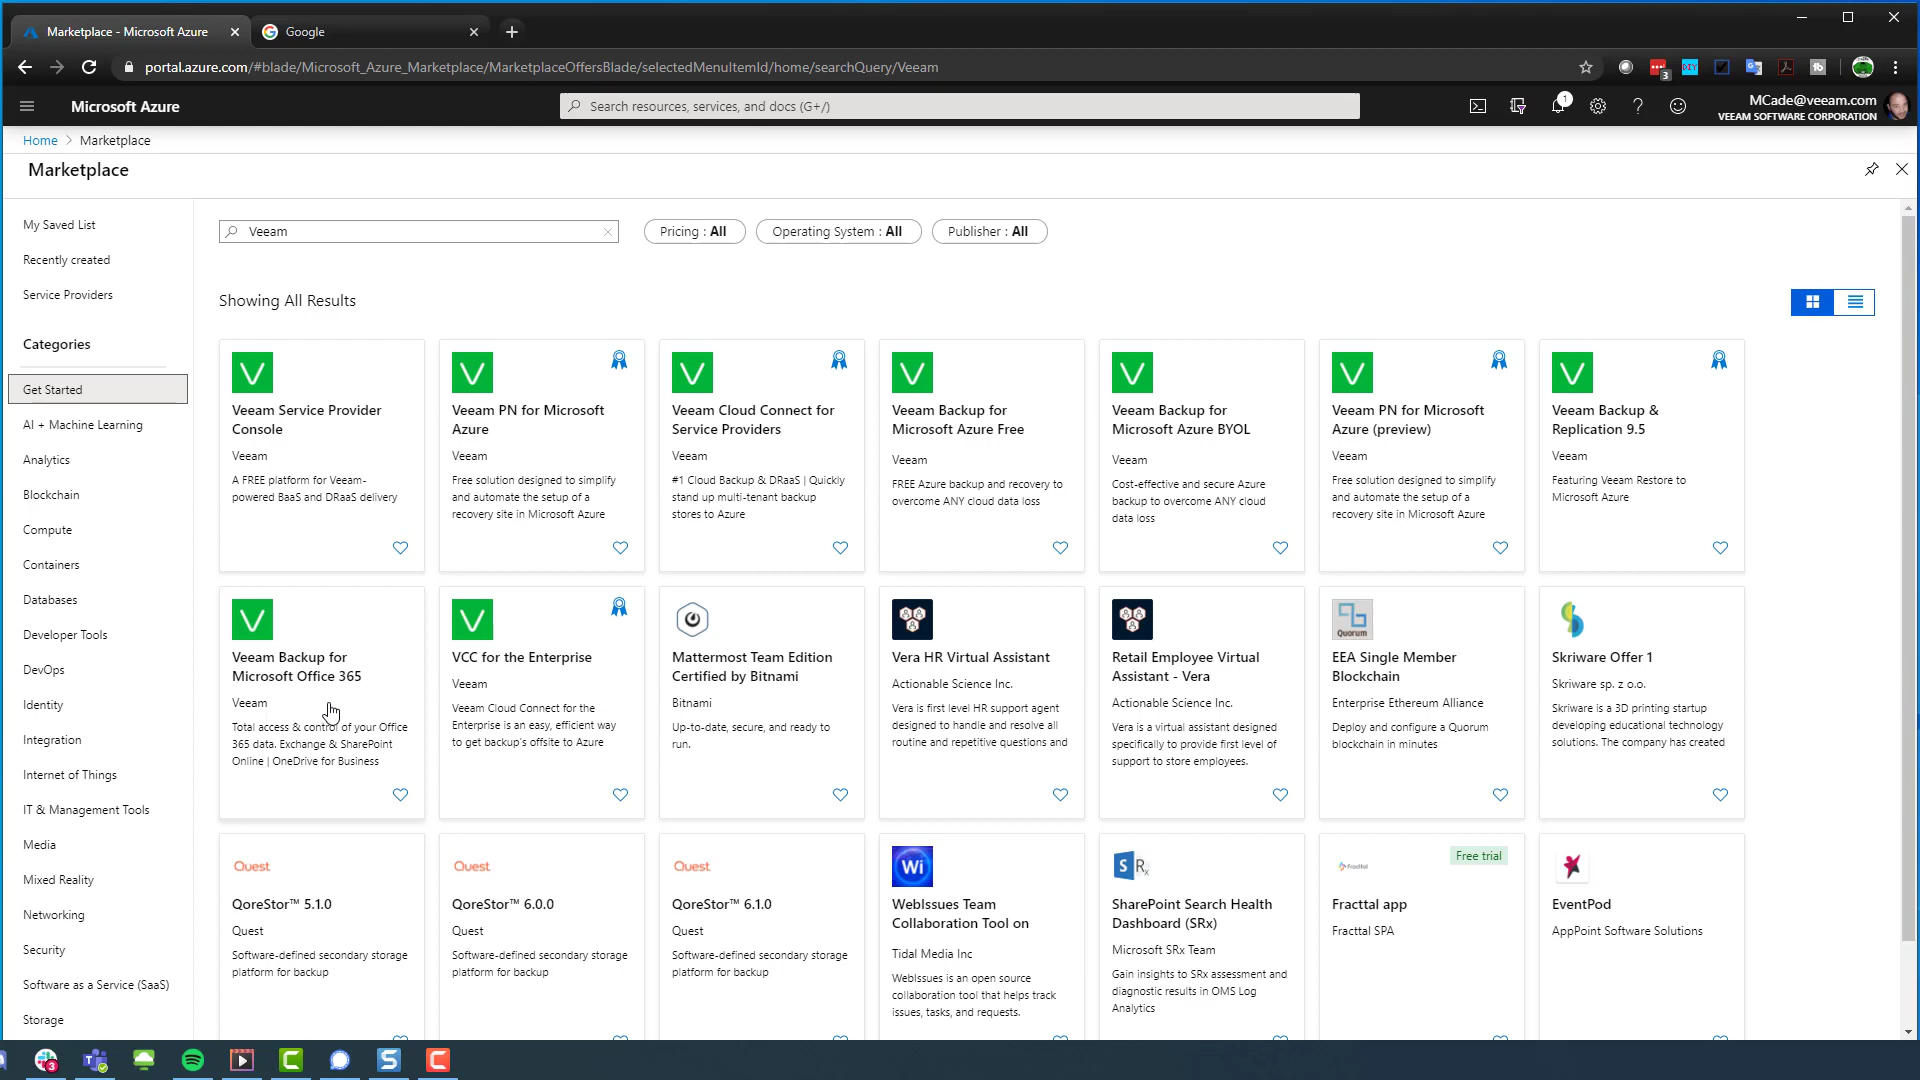 Marketplace - Microsoft Azure
Google
portal.azure.com/#blade/Microsoft_Azure_Marketplace/MarketplaceOffersBlade/selectedMenuItemId/home/searchQuery/Veeam
3
DIY
Microsoft Azure
Search resources, services, and docs (G+/)
1
MCade@veeam.com
VEEAM SOFTWARE CORPORATION
Home > Marketplace
Marketplace
My Saved List
Recently created
Service Providers
Categories
Get Started
AI + Machine Learning
Analytics
Blockchain
Compute
Containers
Databases
Developer Tools
DevOps
Identity
Integration
Internet of Things
IT & Management Tools
Media
Mixed Reality
Networking
Security
Software as a Service (SaaS)
Storage
Veeam
Pricing : All
Operating System : All
Publisher : All
Showing All Results
Veeam Service Provider
Console
Veeam
A FREE platform for Veeam-
powered BaaS and DRaaS delivery
Veeam PN for Microsoft
Azure
Veeam
Free solution designed to simplify
and automate the setup of a
recovery site in Microsoft Azure
Veeam Cloud Connect for
Service Providers
Veeam
#1 Cloud Backup & DRaaS | Quickly
stand up multi-tenant backup
stores to Azure
Veeam Backup for
Microsoft Azure Free
Veeam
FREE Azure backup and recovery to
overcome ANY cloud data loss
Veeam Backup for
Microsoft Azure BYOL
Veeam
Cost-effective and secure Azure
backup to overcome ANY cloud
data loss
Veeam PN for Microsoft
Azure (preview)
Veeam
Free solution designed to simplify
and automate the setup of a
recovery site in Microsoft Azure
Veeam Backup &
Replication 9.5
Veeam
Featuring Veeam Restore to
Microsoft Azure
Veeam Backup for
Microsoft Office 365
Veeam
Total access & control of your Office
365 data. Exchange & SharePoint
Online | OneDrive for Business
VCC for the Enterprise
Veeam
Veeam Cloud Connect for the
Enterprise is an easy, efficient way
to get backup's offsite to Azure
Mattermost Team Edition
Certified by Bitnami
Bitnami
Up-to-date, secure, and ready to
run.
Vera HR Virtual Assistant
Actionable Science Inc.
Vera is first level HR support agent
designed to handle and resolve all
routine and repetitive questions and
Retail Employee Virtual
Assistant - Vera
Actionable Science Inc.
Vera is a virtual assistant designed
specifically to provide first level of
support to store employees.
Quorum
EEA Single Member
Blockchain
Enterprise Ethereum Alliance
Deploy and configure a Quorum
blockchain in minutes
Skriware Offer 1
Skriware sp. z o.o.
Skriware is a 3D printing startup
developing educational technology
solutions. The company has created
Quest
QoreStor™ 5.1.0
Quest
Software-defined secondary storage
platform for backup
Quest
QoreStor™ 6.0.0
Quest
Software-defined secondary storage
platform for backup
Quest
QoreStor™ 6.1.0
Quest
Software-defined secondary storage
platform for backup
Wi
WebIssues Team
Collaboration Tool on
Tidal Media Inc
WebIssues is an open source
collaboration tool that helps track
issues, tasks, and requests.
SRx
SharePoint Search Health
Dashboard (SRx)
Microsoft SRx Team
Gain insights to SRx assessment and
diagnostic results in OMS Log
Analytics
Fracttal
Free trial
Fracttal app
Fracttal SPA
EventPod
AppPoint Software Solutions
3